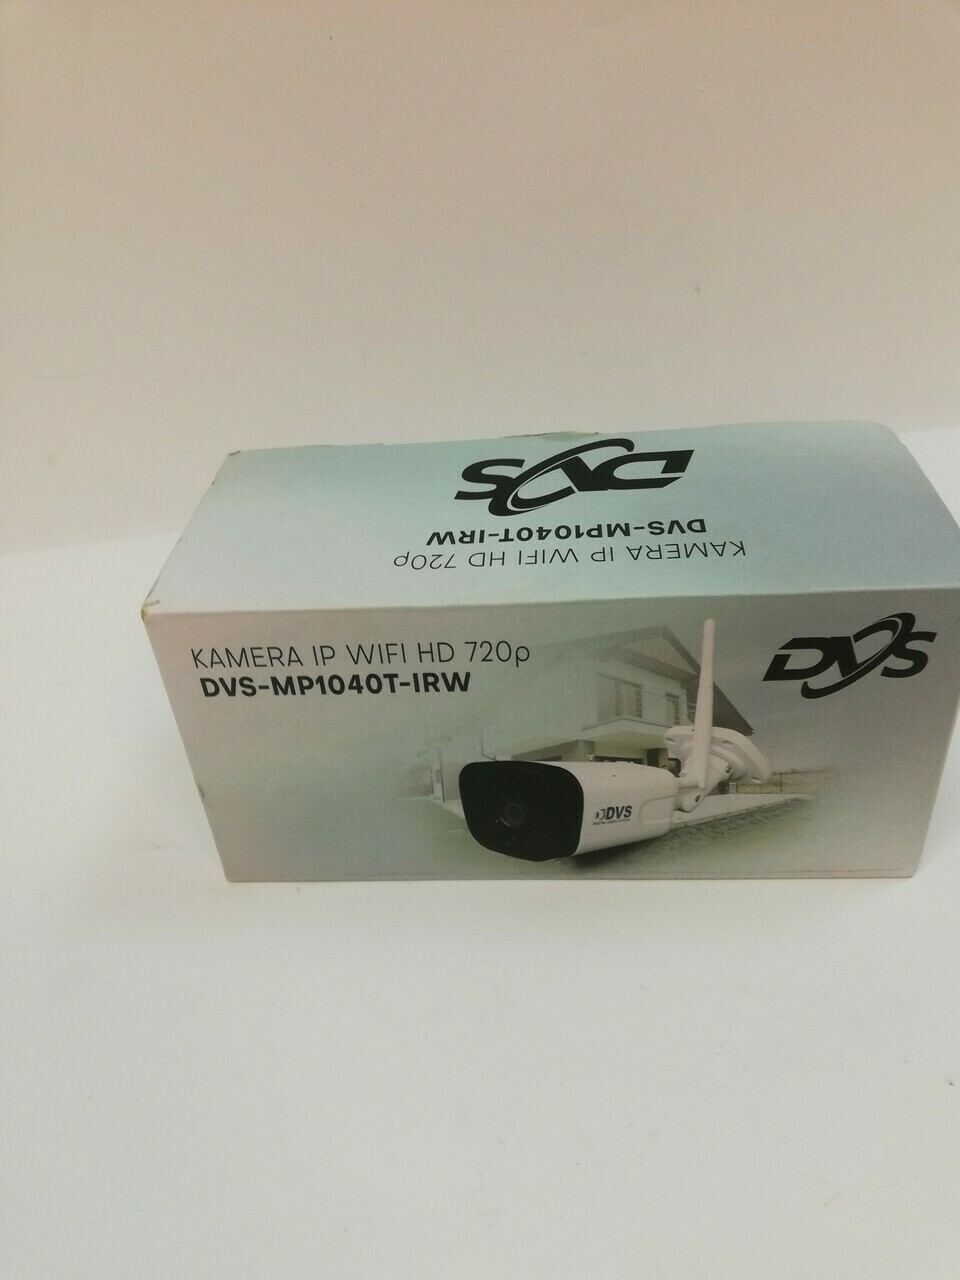 DVS
DVS-MP1040T-IRW
KAMERA IP WIFI HD 720p
KAMERA IP WIFI HD 720p
DVS-MP1040T-IRW
DVS
DVS